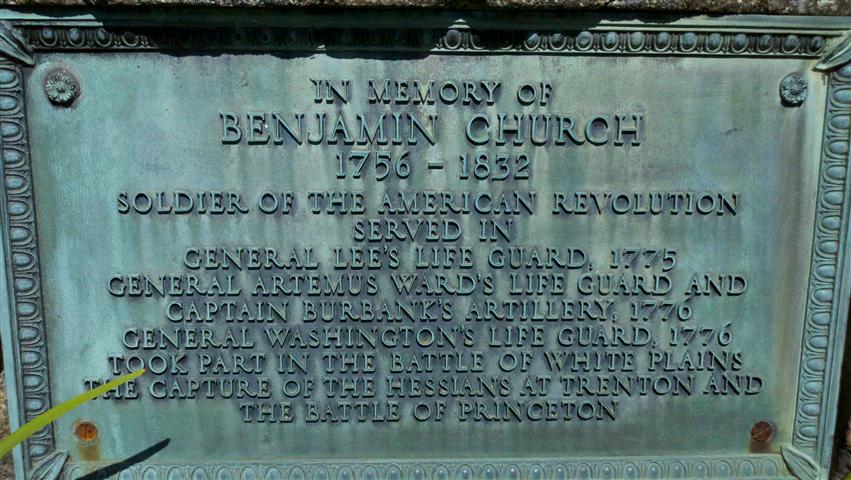 IN MEMORY OF
BENJAMIN CHURCH
1756 - 1832
SOLDIER OF THE AMERICAN REVOLUTION
SERVED IN
GENERAL LEE'S LIFE GUARD, 1775
GENERAL ARTEMUS WARD'S LIFE GUARD AND
CAPTAIN BURBANK'S ARTILLERY, 1776
GENERAL WASHINGTON'S LIFE GUARD, 1776
TOOK PART IN THE BATTLE OF WHITE PLAINS
THE CAPTURE OF THE HESSIANS AT TRENTON AND
THE BATTLE OF PRINCETON